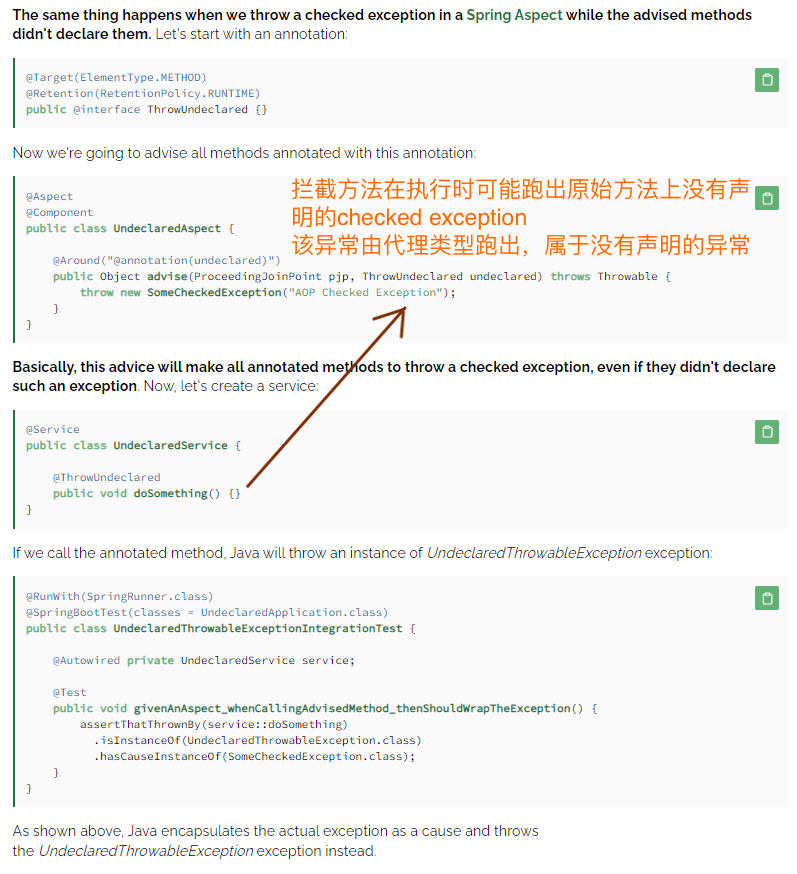 The same thing happens when we throw a checked exception in a Spring Aspect while the advised methods
didn't declare them. Let's start with an annotation:
@Target(ElementType.METHOD)
@Retention(RetentionPolicy.RUNTIME)
public @interface ThrowUndeclared {}
Now we're going to advise all methods annotated with this annotation:
拦截方法在执行时可能跑出原始方法上没有声
明的checked exception
该异常由代理类型跑出，属于没有声明的异常
@Aspect
@Component
public class UndeclaredAspect {
@Around("@annotation(undeclared)")
public Object advise(ProceedingJoinPoint pjp, ThrowUndeclared undeclared) throws Throwable {
throw new SomeCheckedException("AOP Checked Exception");
}
}
Basically, this advice will make all annotated methods to throw a checked exception, even if they didn't declare
such an exception. Now, let's create a service:
@Service
public class UndeclaredService {
@ThrowUndeclared
public void doSomething() {}
}
If we call the annotated method, Java will throw an instance of UndeclaredThrowableException exception:
@RunWith(SpringRunner.class)
@SpringBootTest(classes = UndeclaredApplication.class)
public class UndeclaredThrowableExceptionIntegrationTest {
@Autowired private UndeclaredService service;
@Test
public void givenAnAspect_whenCallingAdvisedMethod_thenShouldWrapTheException() {
assertThatThrownBy(service::doSomething)
.isInstanceOf(UndeclaredThrowableException.class)
.hasCauseInstanceOf(SomeCheckedException.class);
}
}
As shown above, Java encapsulates the actual exception as a cause and throws
the UndeclaredThrowableException exception instead.